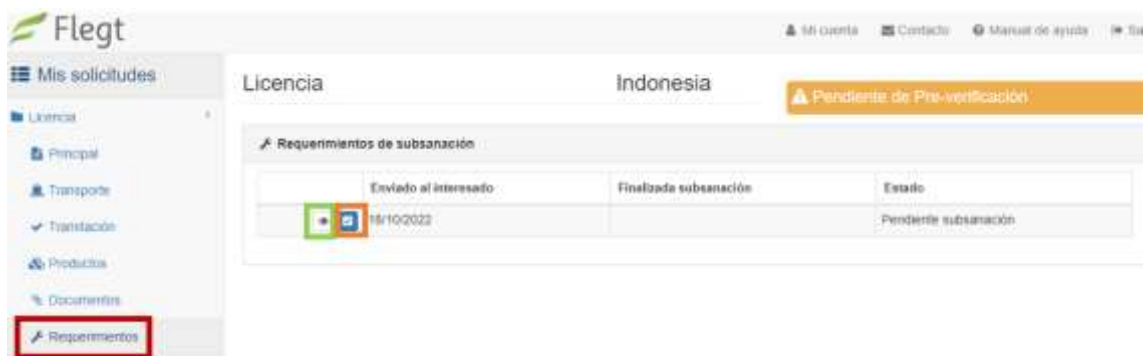 Flegt
Mi cuenta Contacto Manual de ayuda
Mis solicitudes
Licencia Indonesia
Pendiente de Pre-verificación
Licencia
Requerimientos de subsanación
Principal
Enviado al interesado Finalizada subsanación Estado
Transporte
18/10/2022 Pendiente subsanación
Tramitación
Productos
Documentos
Requerimientos